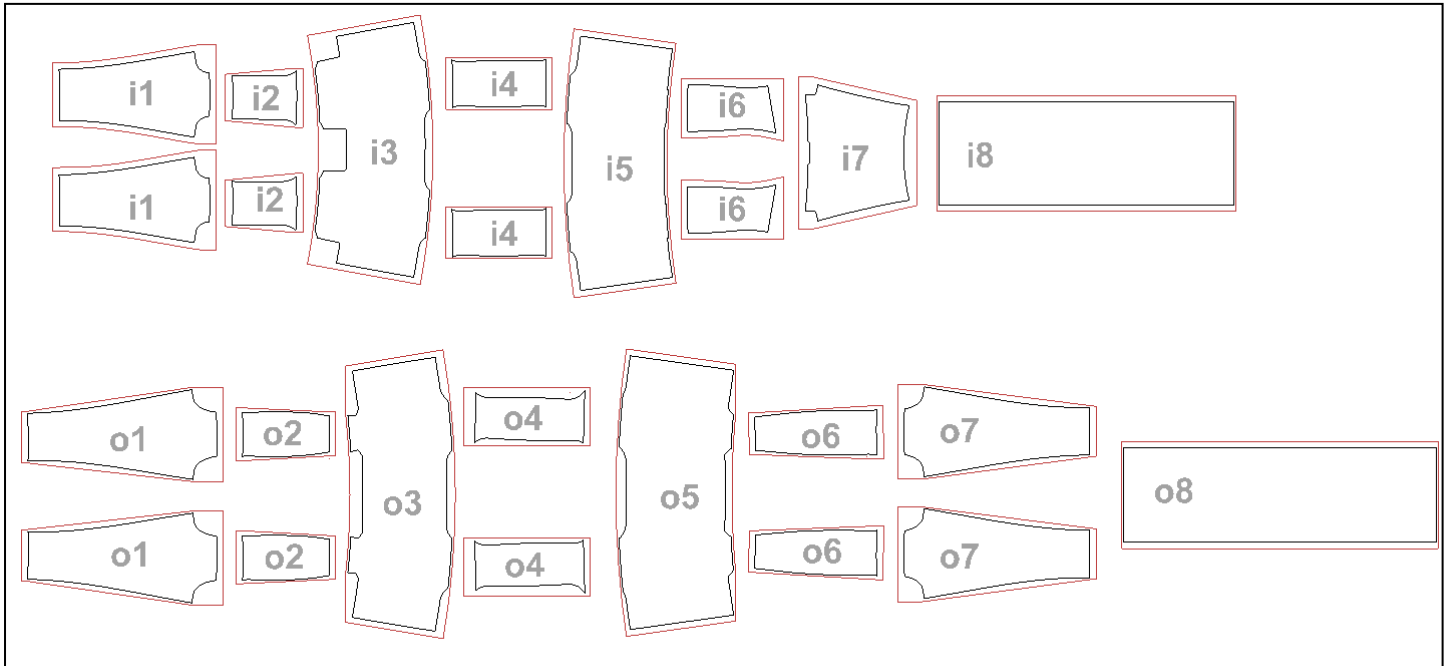 i1 i2 i3 i4 i5 i6 i7 i8
i1 i2 i4 i6
o1 o2 o3 o4 o5 o6 o7 o8
o1 o2 o4 o6 o7